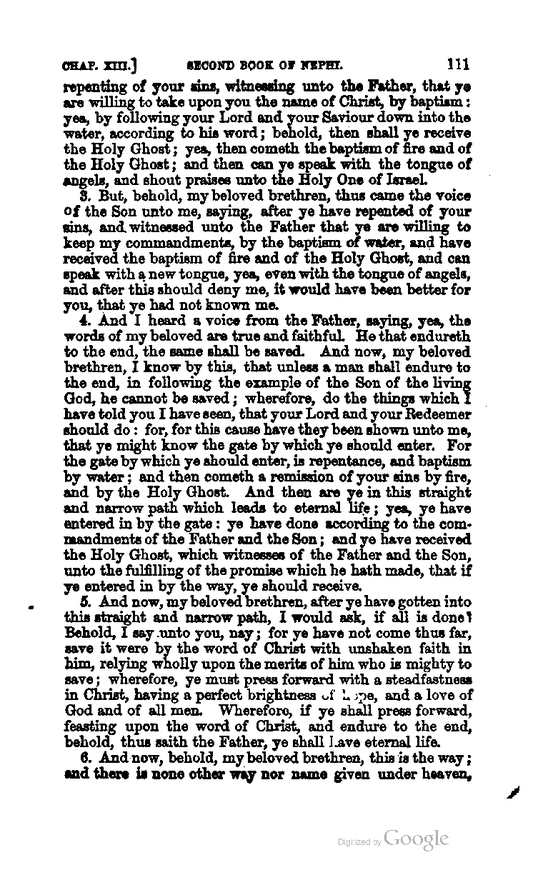 CHAP. XIII.] SECOND BOOK OF NEPHI. 111
repenting of your sins, witnessing unto the Father, that ye
are willing to take upon you the name of Christ, by baptism:
yea, by following your Lord and your Saviour down into the
water, according to his word; behold, then shall ye receive
the Holy Ghost; yea, then cometh the baptism of fire and of
the Holy Ghost; and then can ye speak with the tongue of
angels, and shout praises unto the Holy One of Israel.
3. But, behold, my beloved brethren, thus came the voice
of the Son unto me, saying, after ye have repented of your
sins, and witnessed unto the Father that ye are willing to
keep my commandments, by the baptism of water, and have
received the baptism of fire and of the Holy Ghost, and can
speak with a new tongue, yea, even with the tongue of angels,
and after this should deny me, it would have been better for
you, that ye had not known me.
4. And I heard a voice from the Father, saying, yea, the
words of my beloved are true and faithful. He that endureth
to the end, the same shall be saved. And now, my beloved
brethren, I know by this, that unless a man shall endure to
the end, in following the example of the Son of the living
God, he cannot be saved; wherefore, do the things which I
have told you I have seen, that your Lord and your Redeemer
should do: for, for this cause have they been shown unto me,
that ye might know the gate by which ye should enter. For
the gate by which ye should enter, is repentance, and baptism
by water; and then cometh a remission of your sins by fire,
and by the Holy Ghost. And then are ye in this straight
and narrow path which leads to eternal life; yea, ye have
entered in by the gate: ye have done according to the com-
mandments of the Father and the Son; and ye have received
the Holy Ghost, which witnesses of the Father and the Son,
unto the fulfilling of the promise which he hath made, that if
ye entered in by the way, ye should receive.
5. And now, my beloved brethren, after ye have gotten into
this straight and narrow path, I would ask, if all is done?
Behold, I say unto you, nay; for ye have not come thus far,
save it were by the word of Christ with unshaken faith in
him, relying wholly upon the merits of him who is mighty to
save; wherefore, ye must press forward with a steadfastness
in Christ, having a perfect brightness of hope, and a love of
God and of all men. Wherefore, if ye shall press forward,
feasting upon the word of Christ, and endure to the end,
behold, thus saith the Father, ye shall have eternal life.
6. And now, behold, my beloved brethren, this is the way;
and there is none other way nor name given under heaven,
Digitized by Google